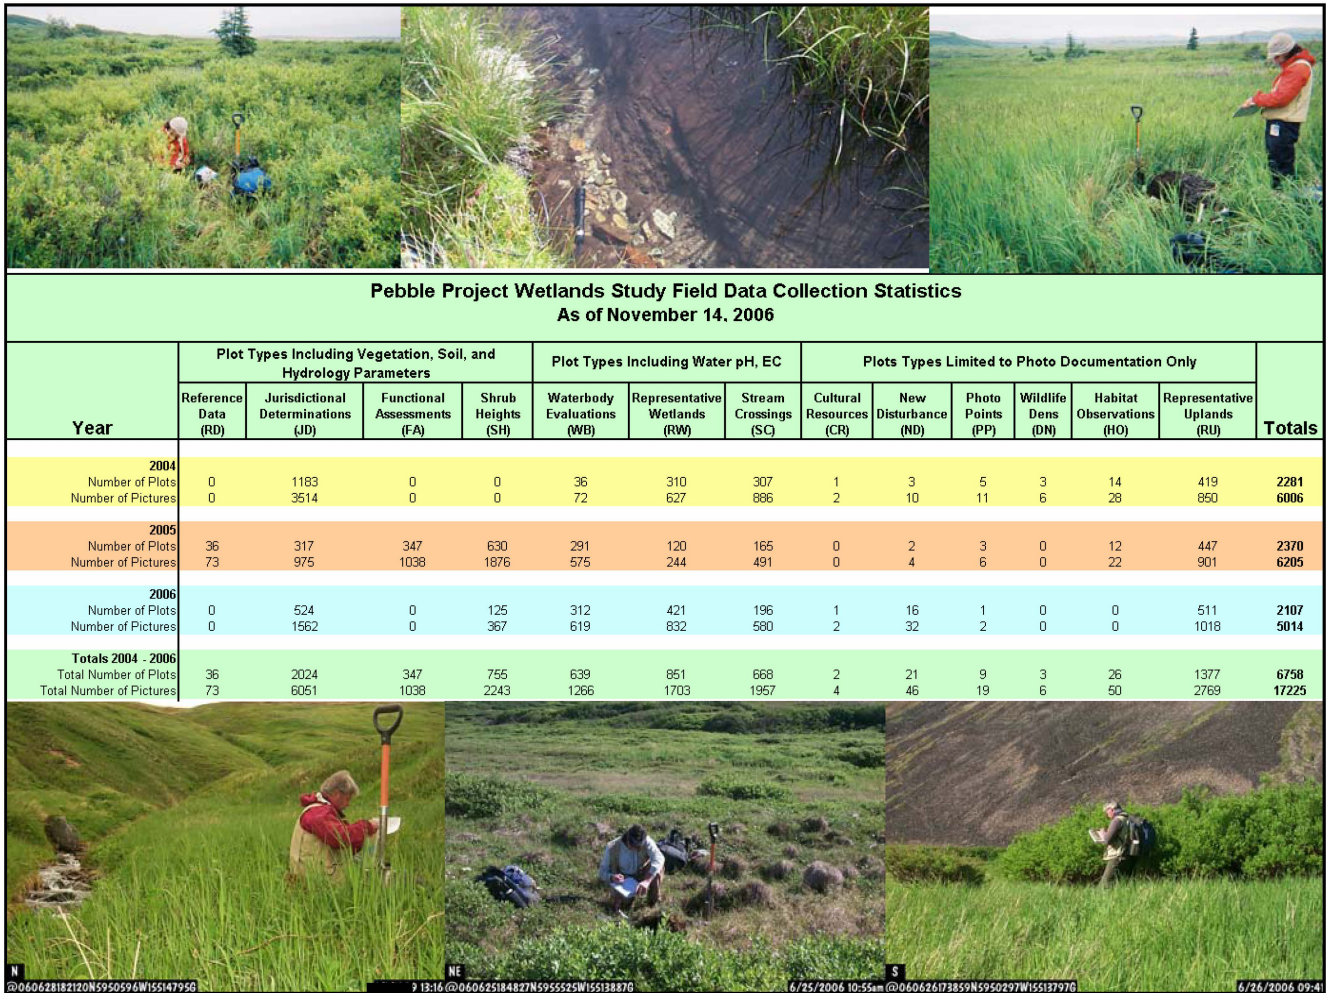 Pebble Project Wetlands Study Field Data Collection Statistics
As of November 14, 2006
Plot Types Including Vegetation, Soil, and Hydrology Parameters
Plot Types Including Water pH, EC
Plots Types Limited to Photo Documentation Only
Year
Reference Data (RD)
Jurisdictional Determinations (JD)
Functional Assessments (FA)
Shrub Heights (SH)
Waterbody Evaluations (WB)
Representative Wetlands (RW)
Stream Crossings (SC)
Cultural Resources (CR)
New Disturbance (ND)
Photo Points (PP)
Wildlife Dens (DN)
Habitat Observations (HO)
Representative Uplands (RU)
Totals
2004
Number of Plots 0 1183 0 0 36 310 307 1 3 5 3 14 419 2281
Number of Pictures 0 3514 0 0 72 627 886 2 10 11 6 28 850 6006
2005
Number of Plots 36 317 347 630 291 120 165 0 2 3 0 12 447 2370
Number of Pictures 73 975 1038 1876 575 244 491 0 4 6 0 22 901 6205
2006
Number of Plots 0 524 0 125 312 421 196 1 16 1 0 0 511 2107
Number of Pictures 0 1562 0 367 619 832 580 2 32 2 0 0 1018 5014
Totals 2004 - 2006
Total Number of Plots 36 2024 347 755 639 851 668 2 21 9 3 26 1377 6758
Total Number of Pictures 73 6051 1038 2243 1266 1703 1957 4 46 19 6 50 2769 17225
N
@060628182120N5950596W15514795G
9 13:16
NE
@060625184827N5955525W15513887G
6/25/2006 10:55am
S
@060626173859N5950297W15513797G
6/26/2006 09:41